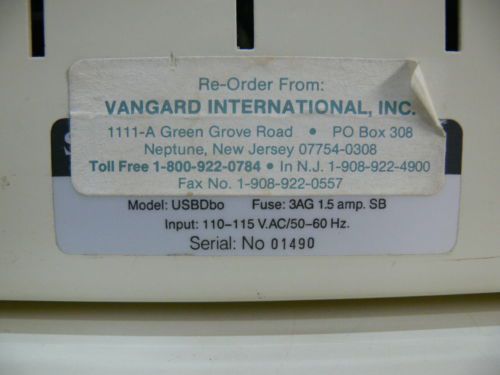 Re-Order From:
VANGARD INTERNATIONAL, INC.
1111-A Green Grove Road • PO Box 308
Neptune, New Jersey 07754-0308
Toll Free 1-800-922-0784 • In N.J. 1-908-922-4900
Fax No. 1-908-922-0557
Model: USBDbo Fuse: 3AG 1.5 amp. SB
Input: 110-115 V.AC/50-60 Hz.
Serial: No 01490